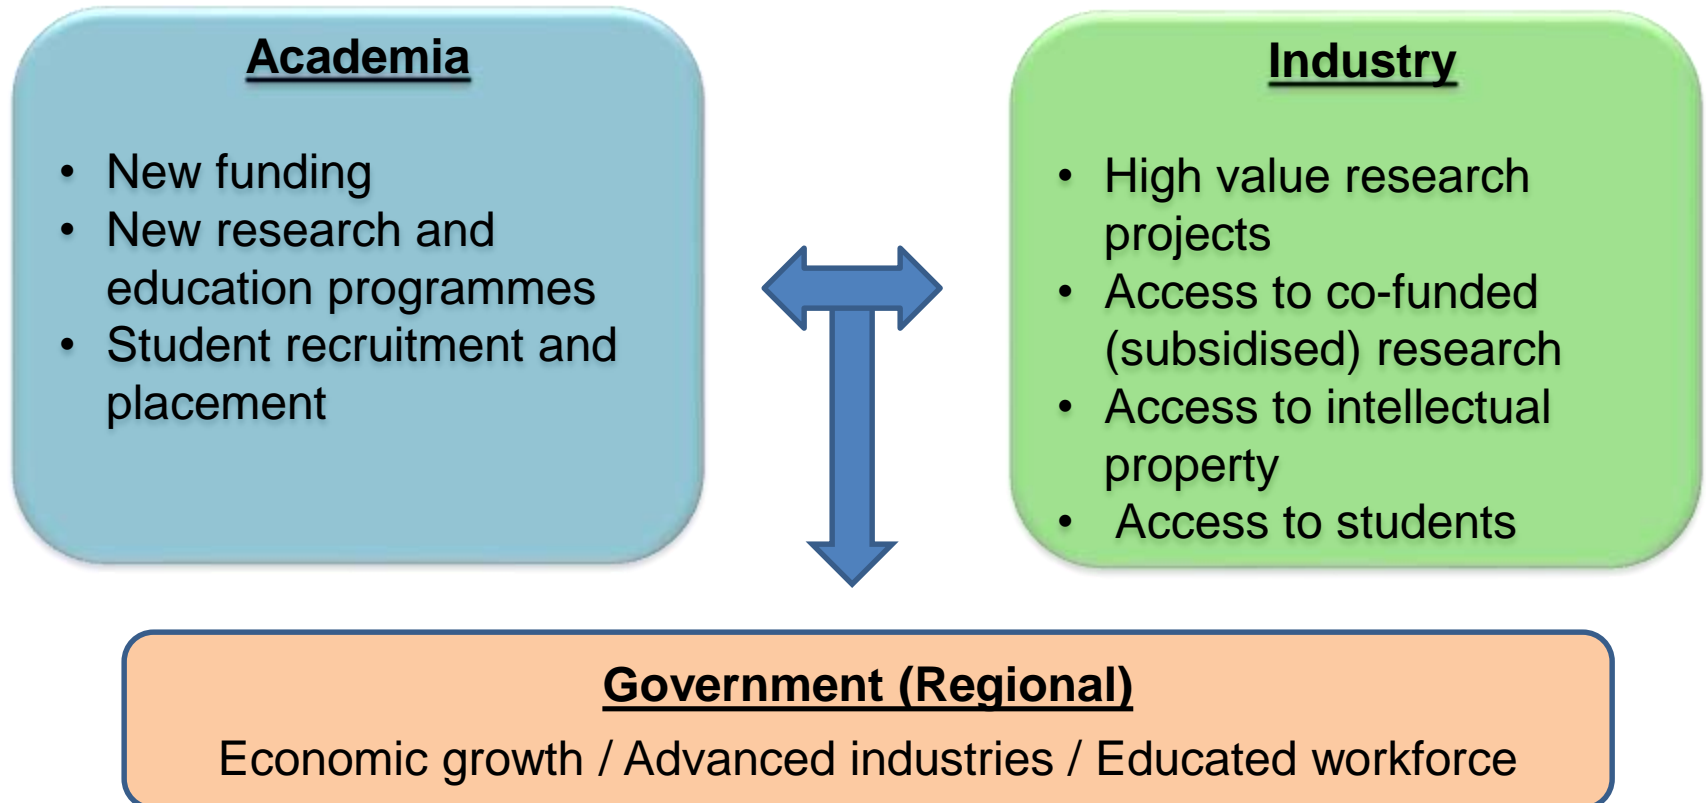 Academia
• New funding
• New research and
education programmes
• Student recruitment and
placement
Industry
• High value research
projects
• Access to co-funded
(subsidised) research
• Access to intellectual
property
• Access to students
Government (Regional)
Economic growth / Advanced industries / Educated workforce